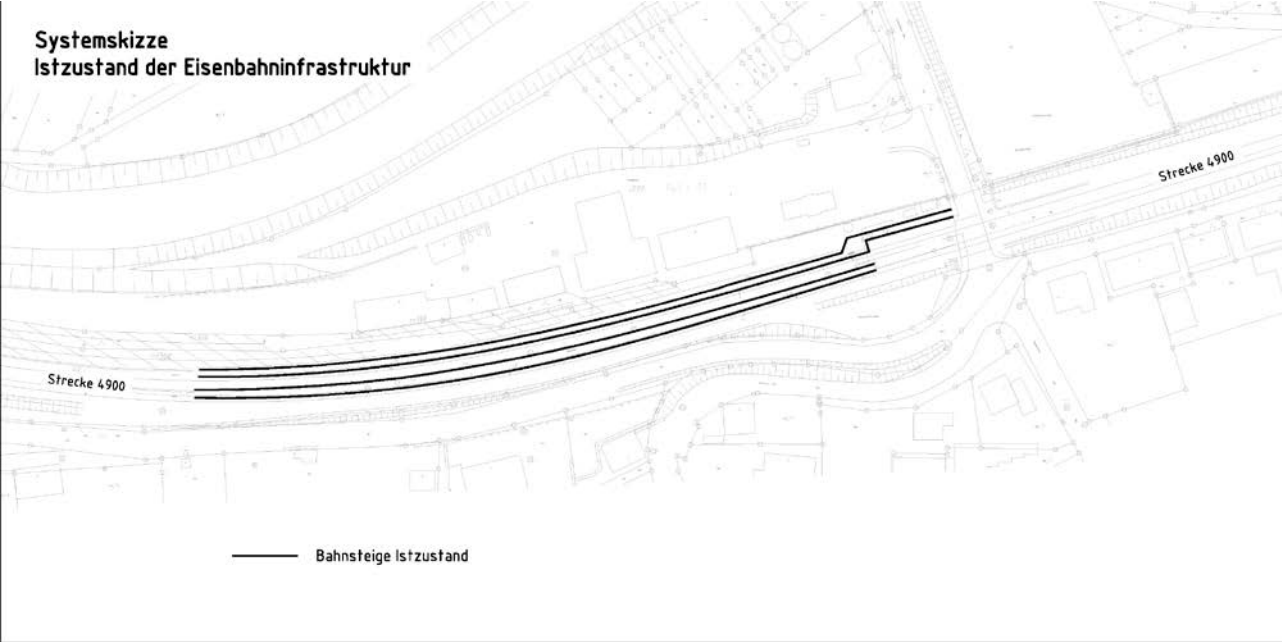 Systemskizze
Istzustand der Eisenbahninfrastruktur
Strecke 4900
Strecke 4900
Bahnsteige Istzustand